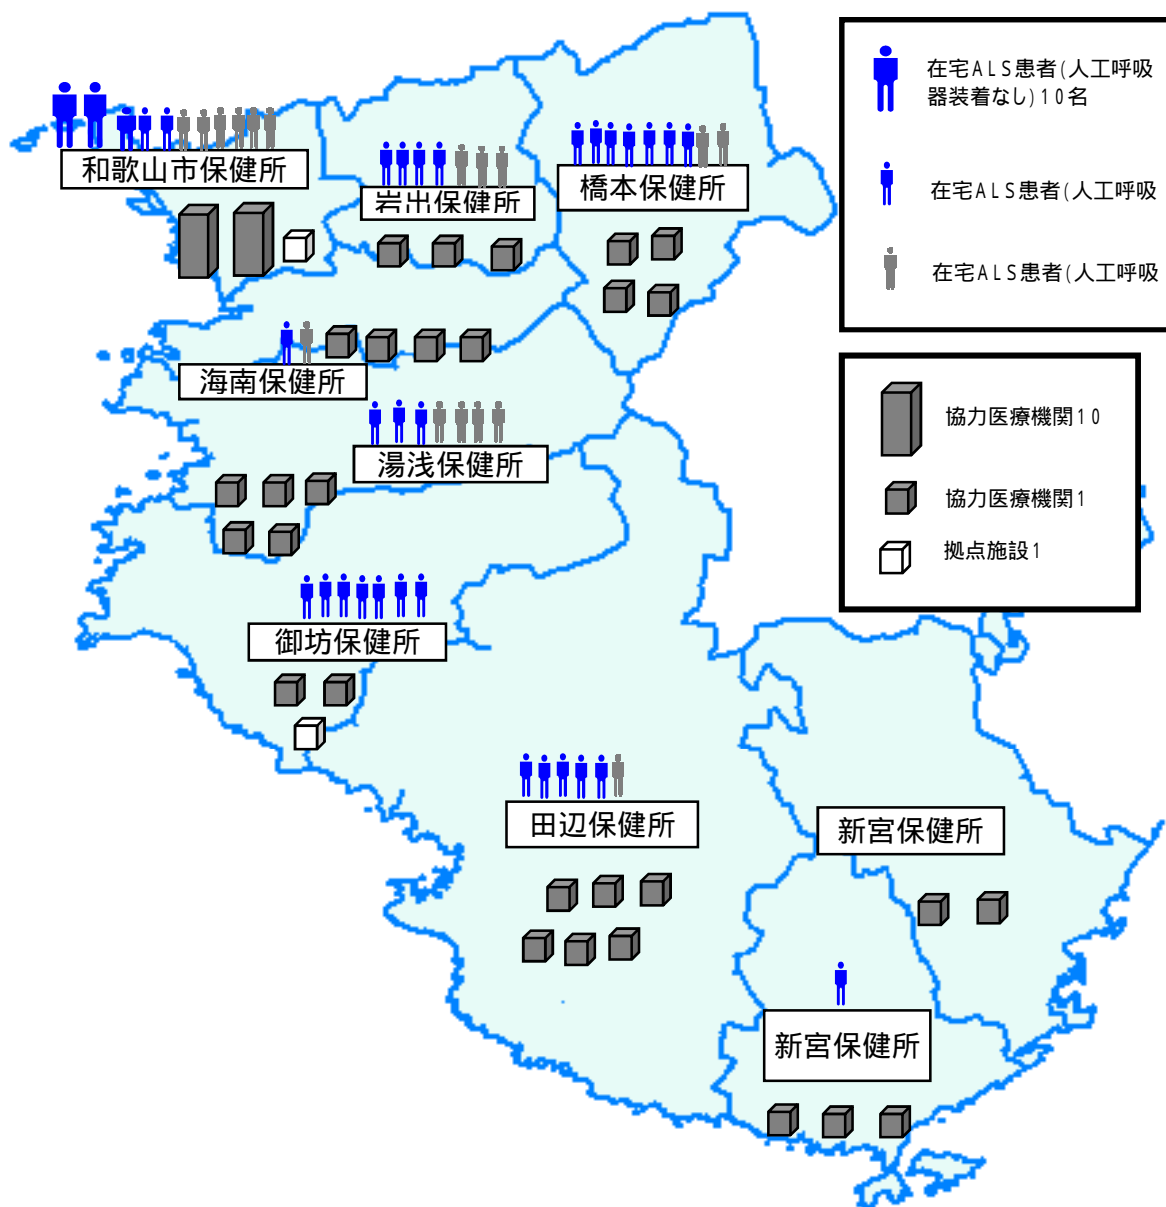 在宅ALS患者(人工呼吸
器装着なし)10名
和歌山市保健所
岩出保健所
橋本保健所
在宅ALS患者(人工呼吸
在宅ALS患者(人工呼吸
海南保健所
協力医療機関10
湯浅保健所
協力医療機関1
拠点施設1
御坊保健所
田辺保健所
新宮保健所
新宮保健所